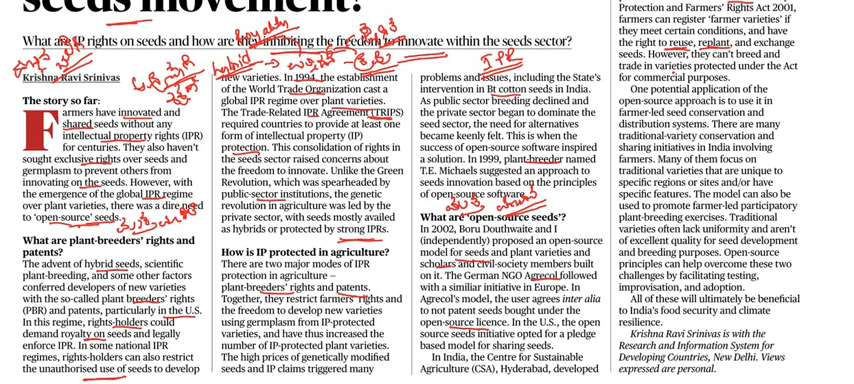 seeds movement?
What are IP rights on seeds and how are they inhibiting the freedom to innovate within the seeds sector?
Krishna Ravi Srinivas
The story so far:
Farmers have innovated and
shared seeds without any
intellectual property rights (IPR)
for centuries. They also haven't
sought exclusive rights over seeds and
germplasm to prevent others from
innovating on the seeds. However, with
the emergence of the global IPR regime
over plant varieties, there was a dire need
to 'open-source' seeds.
What are plant-breeders' rights and
patents?
The advent of hybrid seeds, scientific
plant-breeding, and some other factors
conferred developers of new varieties
with the so-called plant breeders' rights
(PBR) and patents, particularly in the U.S.
In this regime, rights-holders could
demand royalty on seeds and legally
enforce IPR. In some national IPR
regimes, rights-holders can also restrict
the unauthorised use of seeds to develop
new varieties. In 1994, the establishment
of the World Trade Organization cast a
global IPR regime over plant varieties.
The Trade-Related IPR Agreement (TRIPS)
required countries to provide at least one
form of intellectual property (IP)
protection. This consolidation of rights in
the seeds sector raised concerns about
the freedom to innovate. Unlike the Green
Revolution, which was spearheaded by
public-sector institutions, the genetic
revolution in agriculture was led by the
private sector, with seeds mostly availed
as hybrids or protected by strong IPRs.
How is IP protected in agriculture?
There are two major modes of IPR
protection in agriculture –
plant-breeders' rights and patents.
Together, they restrict farmers' rights and
the freedom to develop new varieties
using germplasm from IP-protected
varieties, and have thus increased the
number of IP-protected plant varieties.
The high prices of genetically modified
seeds and IP claims triggered many
IPR
problems and issues, including the State's
intervention in Bt cotton seeds in India.
As public sector breeding declined and
the private sector began to dominate the
seed sector, the need for alternatives
became keenly felt. This is when the
success of open-source software inspired
a solution. In 1999, plant-breeder named
T.E. Michaels suggested an approach to
seeds innovation based on the principles
of open-source software.
What are 'open-source seeds'?
In 2002, Boru Douthwaite and I
(independently) proposed an open-source
model for seeds and plant varieties and
scholars and civil-society members built
on it. The German NGO Agrecol followed
with a similiar initiative in Europe. In
Agrecol's model, the user agrees inter alia
to not patent seeds bought under the
open-source licence. In the U.S., the open
source seeds initiative opted for a pledge
based model for sharing seeds.
In India, the Centre for Sustainable
Agriculture (CSA), Hyderabad, developed
Protection and Farmers' Rights Act 2001,
farmers can register 'farmer varieties' if
they meet certain conditions, and have
the right to reuse, replant, and exchange
seeds. However, they can't breed and
trade in varieties protected under the Act
for commercial purposes.
One potential application of the
open-source approach is to use it in
farmer-led seed conservation and
distribution systems. There are many
traditional-variety conservation and
sharing initiatives in India involving
farmers. Many of them focus on
traditional varieties that are unique to
specific regions or sites and/or have
specific features. The model can also be
used to promote farmer-led participatory
plant-breeding exercises. Traditional
varieties often lack uniformity and aren't
of excellent quality for seed development
and breeding purposes. Open-source
principles can help overcome these two
challenges by facilitating testing,
improvisation, and adoption.
All of these will ultimately be beneficial
to India's food security and climate
resilience.
Krishna Ravi Srinivas is with the
Research and Information System for
Developing Countries, New Delhi. Views
expressed are personal.